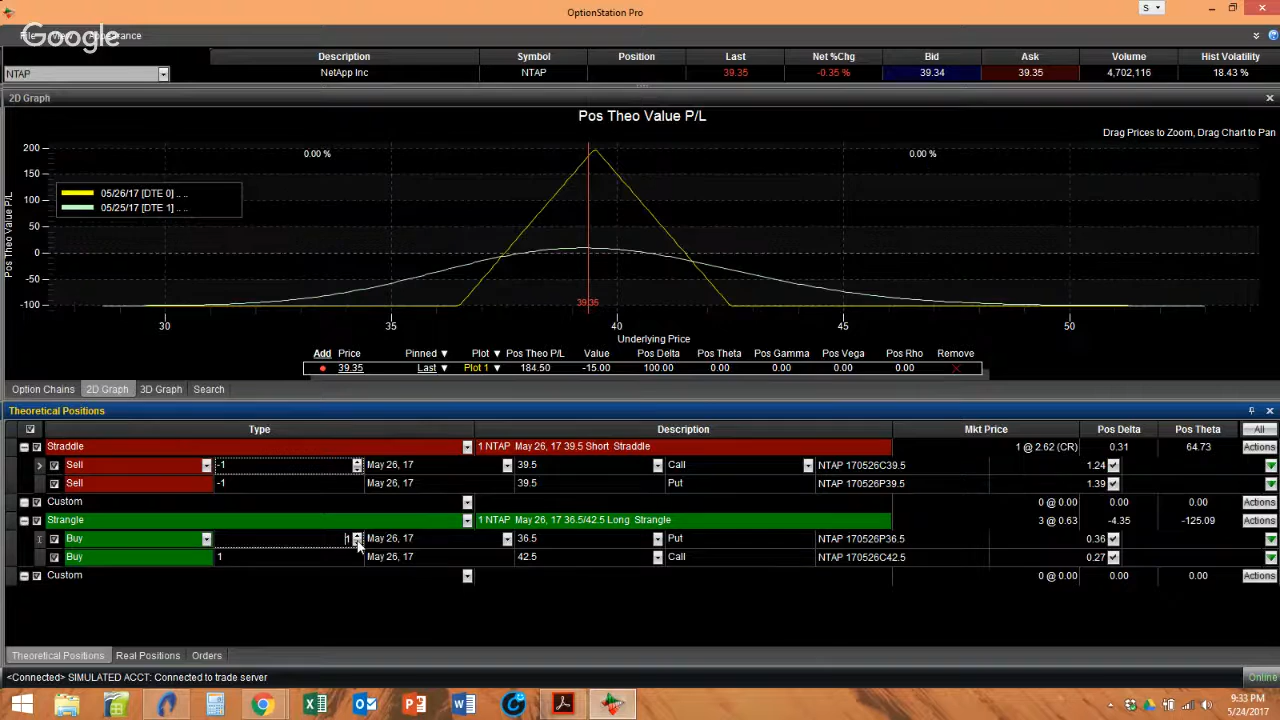 OptionStation Pro
S
File View Appearance
Google
Description Symbol Position Last Net %Chg Bid Ask Volume Hist Volatility
NTAP NetApp Inc NTAP 39.35 -0.35 % 39.34 39.35 4,702,116 18.43 %
2D Graph
Pos Theo Value P/L
Drag Prices to Zoom, Drag Chart to Pan
Pos Theo Value P/L
200
150
100
50
0
-50
-100
0.00 % 0.00 %
05/26/17 [DTE 0] .. ..
05/25/17 [DTE 1] .. ..
39.35
30 35 40 45 50
Underlying Price
Add Price Pinned Plot Pos Theo P/L Value Pos Delta Pos Theta Pos Gamma Pos Vega Pos Rho Remove
39.35 Last Plot 1 184.50 -15.00 100.00 0.00 0.00 0.00 0.00
Option Chains 2D Graph 3D Graph Search
Theoretical Positions
Type Description Mkt Price Pos Delta Pos Theta All
Straddle 1 NTAP May 26, 17 39.5 Short Straddle 1 @ 2.62 (CR) 0.31 64.73 Actions
Sell -1 May 26, 17 39.5 Call NTAP 170526C39.5 1.24
Sell -1 May 26, 17 39.5 Put NTAP 170526P39.5 1.39
Custom 0 @ 0.00 0.00 0.00 Actions
Strangle 1 NTAP May 26, 17 36.5/42.5 Long Strangle 3 @ 0.63 -4.35 -125.09 Actions
Buy 1 May 26, 17 36.5 Put NTAP 170526P36.5 0.36
Buy 1 May 26, 17 42.5 Call NTAP 170526C42.5 0.27
Custom 0 @ 0.00 0.00 0.00 Actions
Theoretical Positions Real Positions Orders
<Connected> SIMULATED ACCT: Connected to trade server Online
9:33 PM
5/24/2017